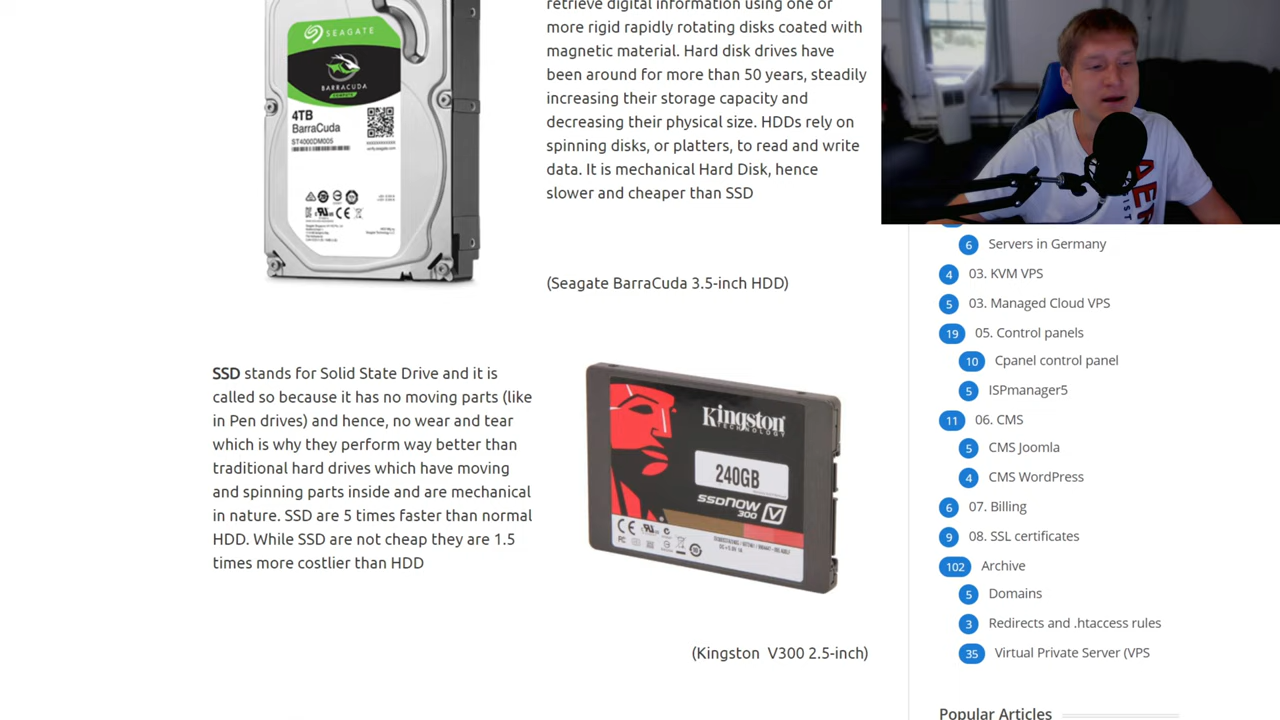 SEAGATE
BARRACUDA
4TB
BarraCuda
ST4000DM005
retrieve digital information using one or
more rigid rapidly rotating disks coated with
magnetic material. Hard disk drives have
been around for more than 50 years, steadily
increasing their storage capacity and
decreasing their physical size. HDDs rely on
spinning disks, or platters, to read and write
data. It is mechanical Hard Disk, hence
slower and cheaper than SSD
(Seagate BarraCuda 3.5-inch HDD)
SSD stands for Solid State Drive and it is
called so because it has no moving parts (like
in Pen drives) and hence, no wear and tear
which is why they perform way better than
traditional hard drives which have moving
and spinning parts inside and are mechanical
in nature. SSD are 5 times faster than normal
HDD. While SSD are not cheap they are 1.5
times more costlier than HDD
Kingston
TECHNOLOGY
240GB
SSDNOW
300 V
(Kingston V300 2.5-inch)
6 Servers in Germany
4 03. KVM VPS
5 03. Managed Cloud VPS
19 05. Control panels
10 Cpanel control panel
5 ISPmanager5
11 06. CMS
5 CMS Joomla
4 CMS WordPress
6 07. Billing
9 08. SSL certificates
102 Archive
5 Domains
3 Redirects and .htaccess rules
35 Virtual Private Server (VPS
Popular Articles